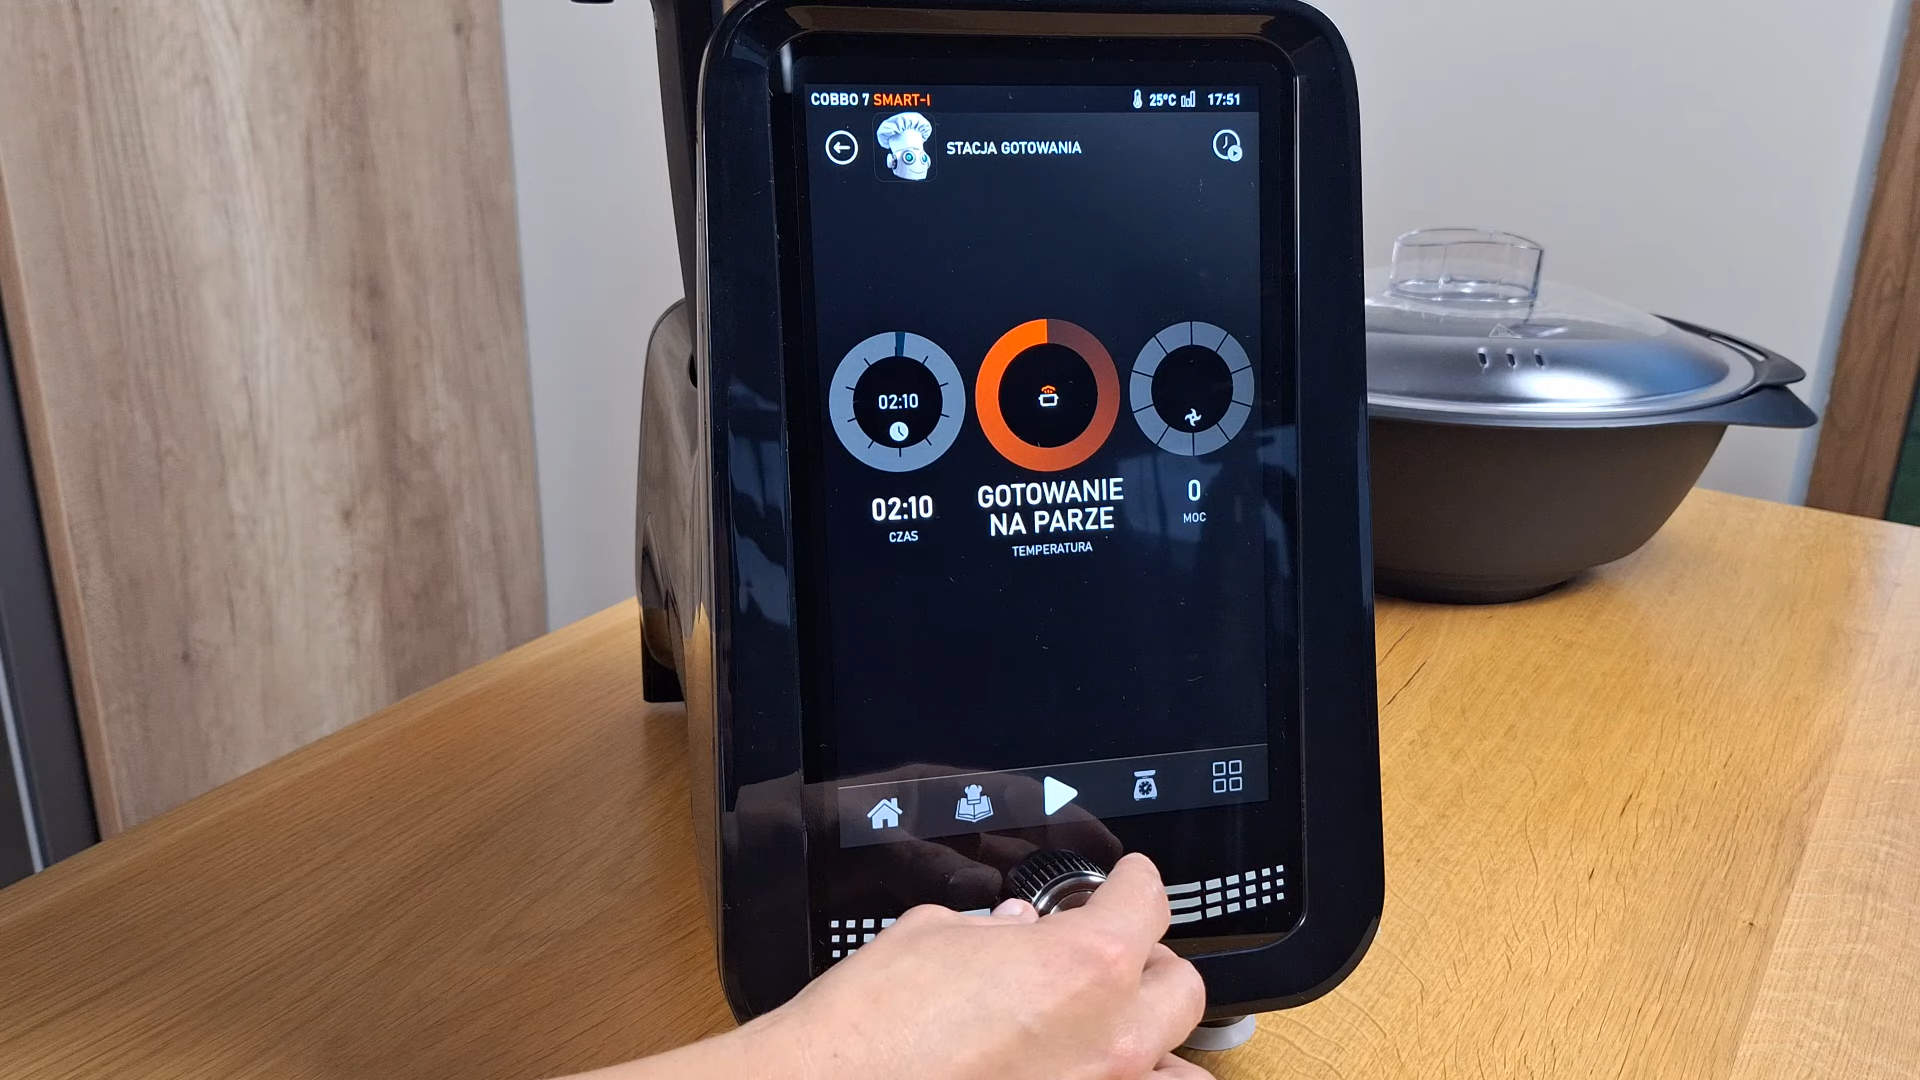 COBBO 7 SMART-I 25°C 17:51
STACJA GOTOWANIA
02:10
02:10
CZAS
GOTOWANIE
NA PARZE
TEMPERATURA
0
MOC